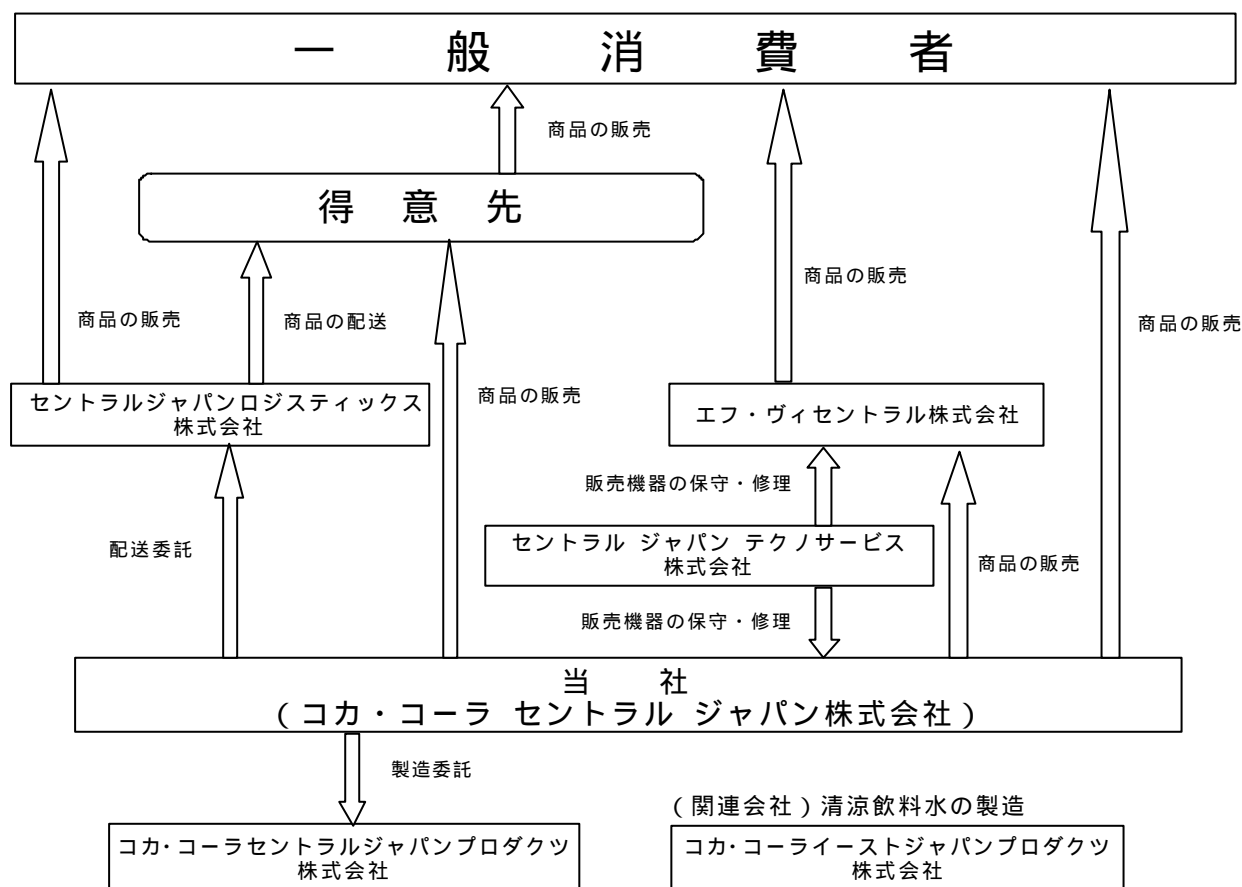 一 般 消 費 者
商品の販売
得 意 先
商品の販売
商品の配送
商品の販売
商品の販売
商品の販売
セントラルジャパンロジスティックス
株式会社
エフ・ヴィセントラル株式会社
販売機器の保守・修理
配送委託
セントラル ジャパン テクノサービス
株式会社
商品の販売
販売機器の保守・修理
当 社
(コカ・コーラ セントラル ジャパン株式会社)
製造委託
(関連会社)清涼飲料水の製造
コカ・コーラセントラルジャパンプロダクツ
株式会社
コカ・コーライーストジャパンプロダクツ
株式会社